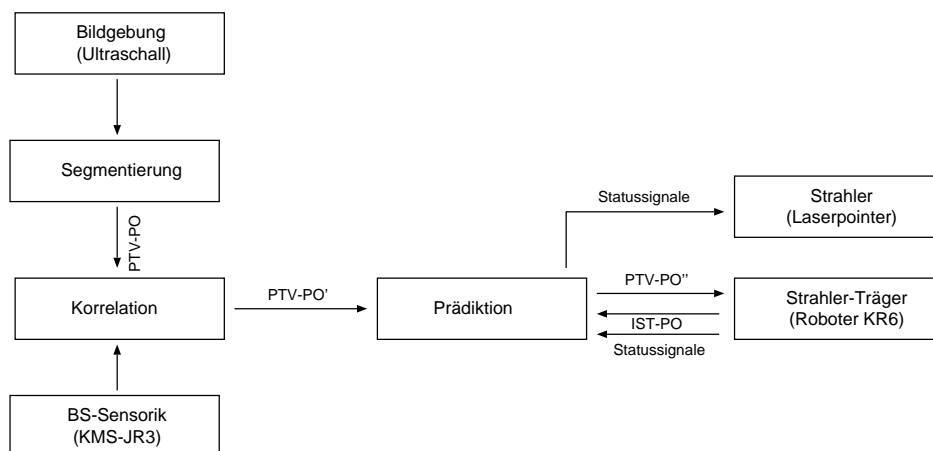 Bildgebung
(Ultraschall)
Segmentierung
PTV-PO
Statussignale
Strahler
(Laserpointer)
Korrelation
PTV-PO’
Prädiktion
PTV-PO’’
IST-PO
Statussignale
Strahler-Träger
(Roboter KR6)
BS-Sensorik
(KMS-JR3)